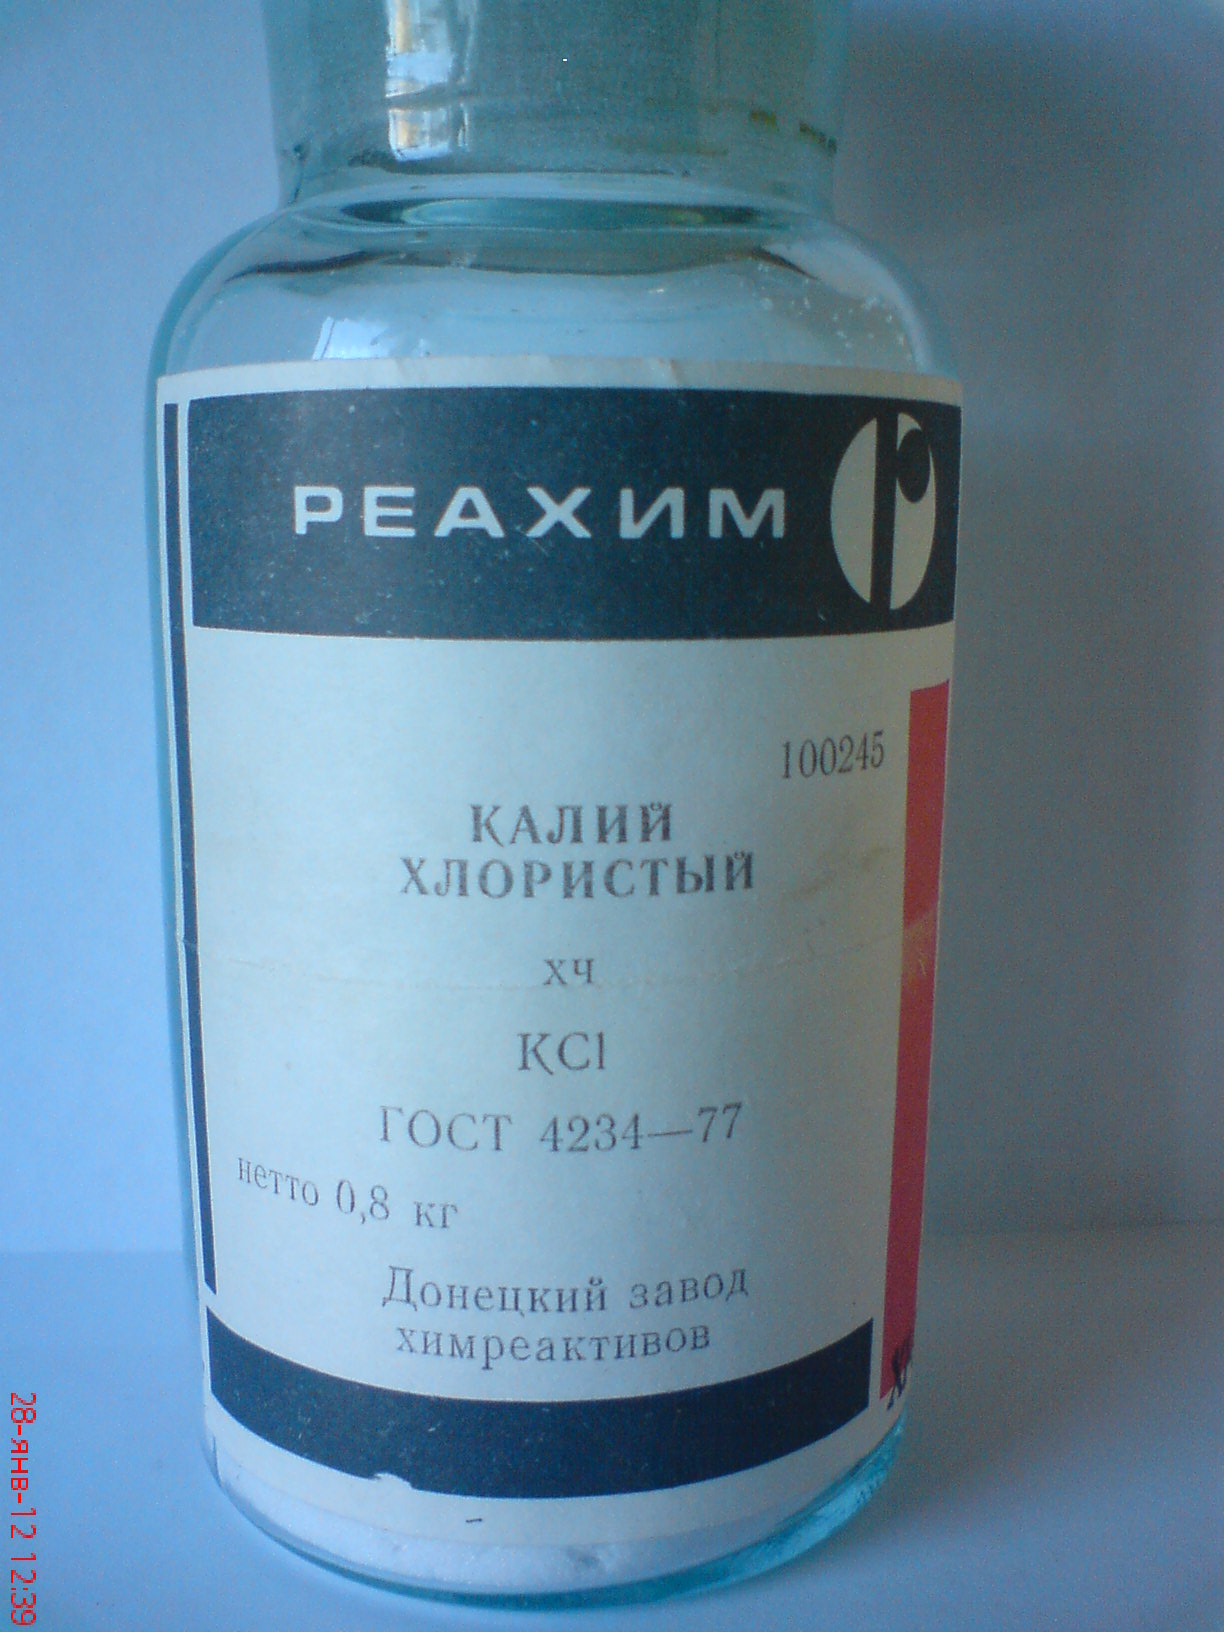 РЕАХИМ
100245
КАЛИЙ
ХЛОРИСТЫЙ
хч
KCl
ГОСТ 4234—77
нетто 0,8 кг
Донецкий завод
химреактивов
28-янв-12 12:39